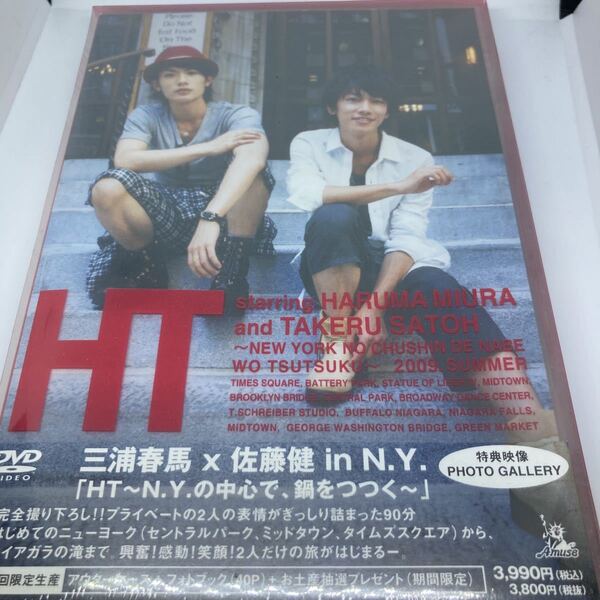 Please
Do Not
Eat Food
On The
HT
starring HARUMA MIURA
and TAKERU SATOH
〜NEW YORK NO CHUSHIN DE NABE
WO TSUTSUKU〜 2009. SUMMER
TIMES SQUARE, BATTERY PARK, STATUE OF LIBERTY, MIDTOWN,
BROOKLYN BRIDGE, CENTRAL PARK, BROADWAY DANCE CENTER,
T.SCHREIBER STUDIO, BUFFALO NIAGARA, NIAGARA FALLS,
MIDTOWN, GEORGE WASHINGTON BRIDGE, GREEN MARKET
DVD
VIDEO
三浦春馬 x 佐藤健 in N.Y.
「HT〜N.Y.の中心で、鍋をつつく〜」
特典映像
PHOTO GALLERY
完全撮り下ろし!!プライベートの2人の表情がぎっしり詰まった90分
はじめてのニューヨーク(セントラルパーク、ミッドタウン、タイムズスクエア)から、
イアガラの滝まで。興奮!感動!笑顔!2人だけの旅がはじまるー。
Amuse
回限定生産 アウターケース+フォトブック(40P)+お土産抽選プレゼント(期間限定)
3,990円(税込)
3,800円(税抜)